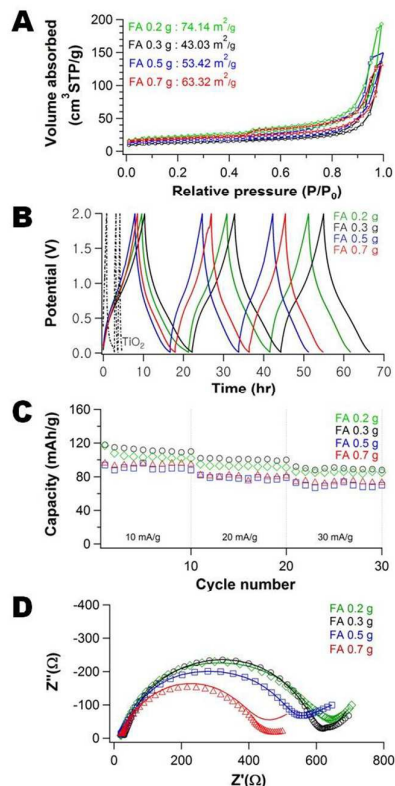 A
FA 0.2 g : 74.14 m²/g
FA 0.3 g : 43.03 m²/g
FA 0.5 g : 53.42 m²/g
FA 0.7 g : 63.32 m²/g
Volume absorbed
(cm³STP/g)
200
150
100
50
0
0.0 0.2 0.4 0.6 0.8 1.0
Relative pressure (P/P₀)
B
FA 0.2 g
FA 0.3 g
FA 0.5 g
FA 0.7 g
Potential (V)
2.0
1.5
1.0
0.5
0.0
TiO₂
0 10 20 30 40 50 60 70
Time (hr)
C
FA 0.2 g
FA 0.3 g
FA 0.5 g
FA 0.7 g
Capacity (mAh/g)
160
120
80
40
0
10 mA/g 20 mA/g 30 mA/g
10 20 30
Cycle number
D
FA 0.2 g
FA 0.3 g
FA 0.5 g
FA 0.7 g
Z''(Ω)
-400
-300
-200
-100
0
0 200 400 600 800
Z'(Ω)